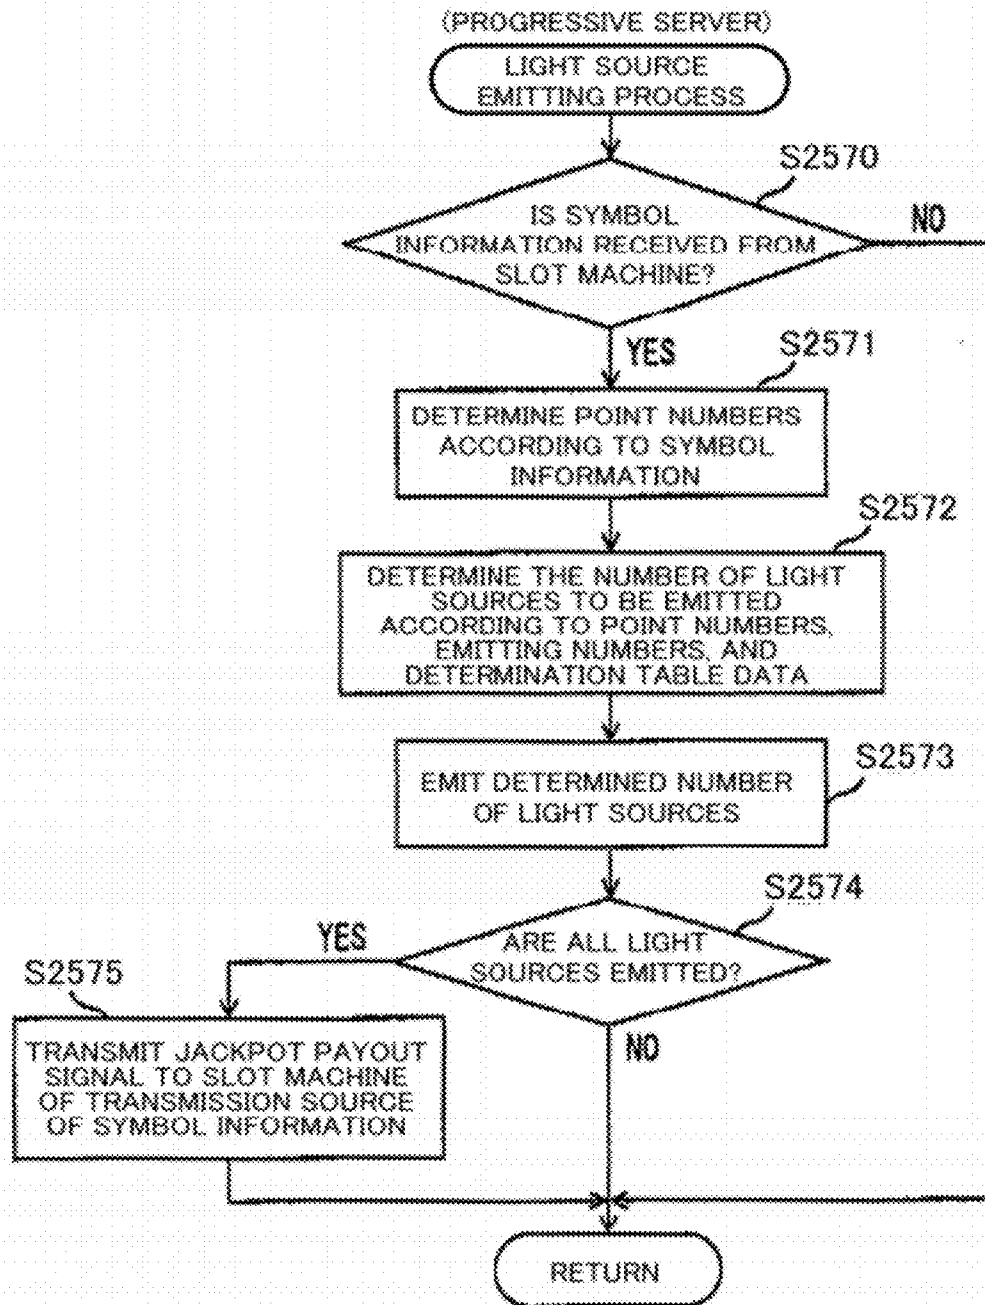 (PROGRESSIVE SERVER)
LIGHT SOURCE
EMITTING PROCESS
S2570
IS SYMBOL
INFORMATION RECEIVED FROM
SLOT MACHINE?
NO
YES
S2571
DETERMINE POINT NUMBERS
ACCORDING TO SYMBOL
INFORMATION
S2572
DETERMINE THE NUMBER OF LIGHT
SOURCES TO BE EMITTED
ACCORDING TO POINT NUMBERS,
EMITTING NUMBERS, AND
DETERMINATION TABLE DATA
S2573
EMIT DETERMINED NUMBER
OF LIGHT SOURCES
S2574
ARE ALL LIGHT
SOURCES EMITTED?
YES
NO
S2575
TRANSMIT JACKPOT PAYOUT
SIGNAL TO SLOT MACHINE
OF TRANSMISSION SOURCE
OF SYMBOL INFORMATION
RETURN